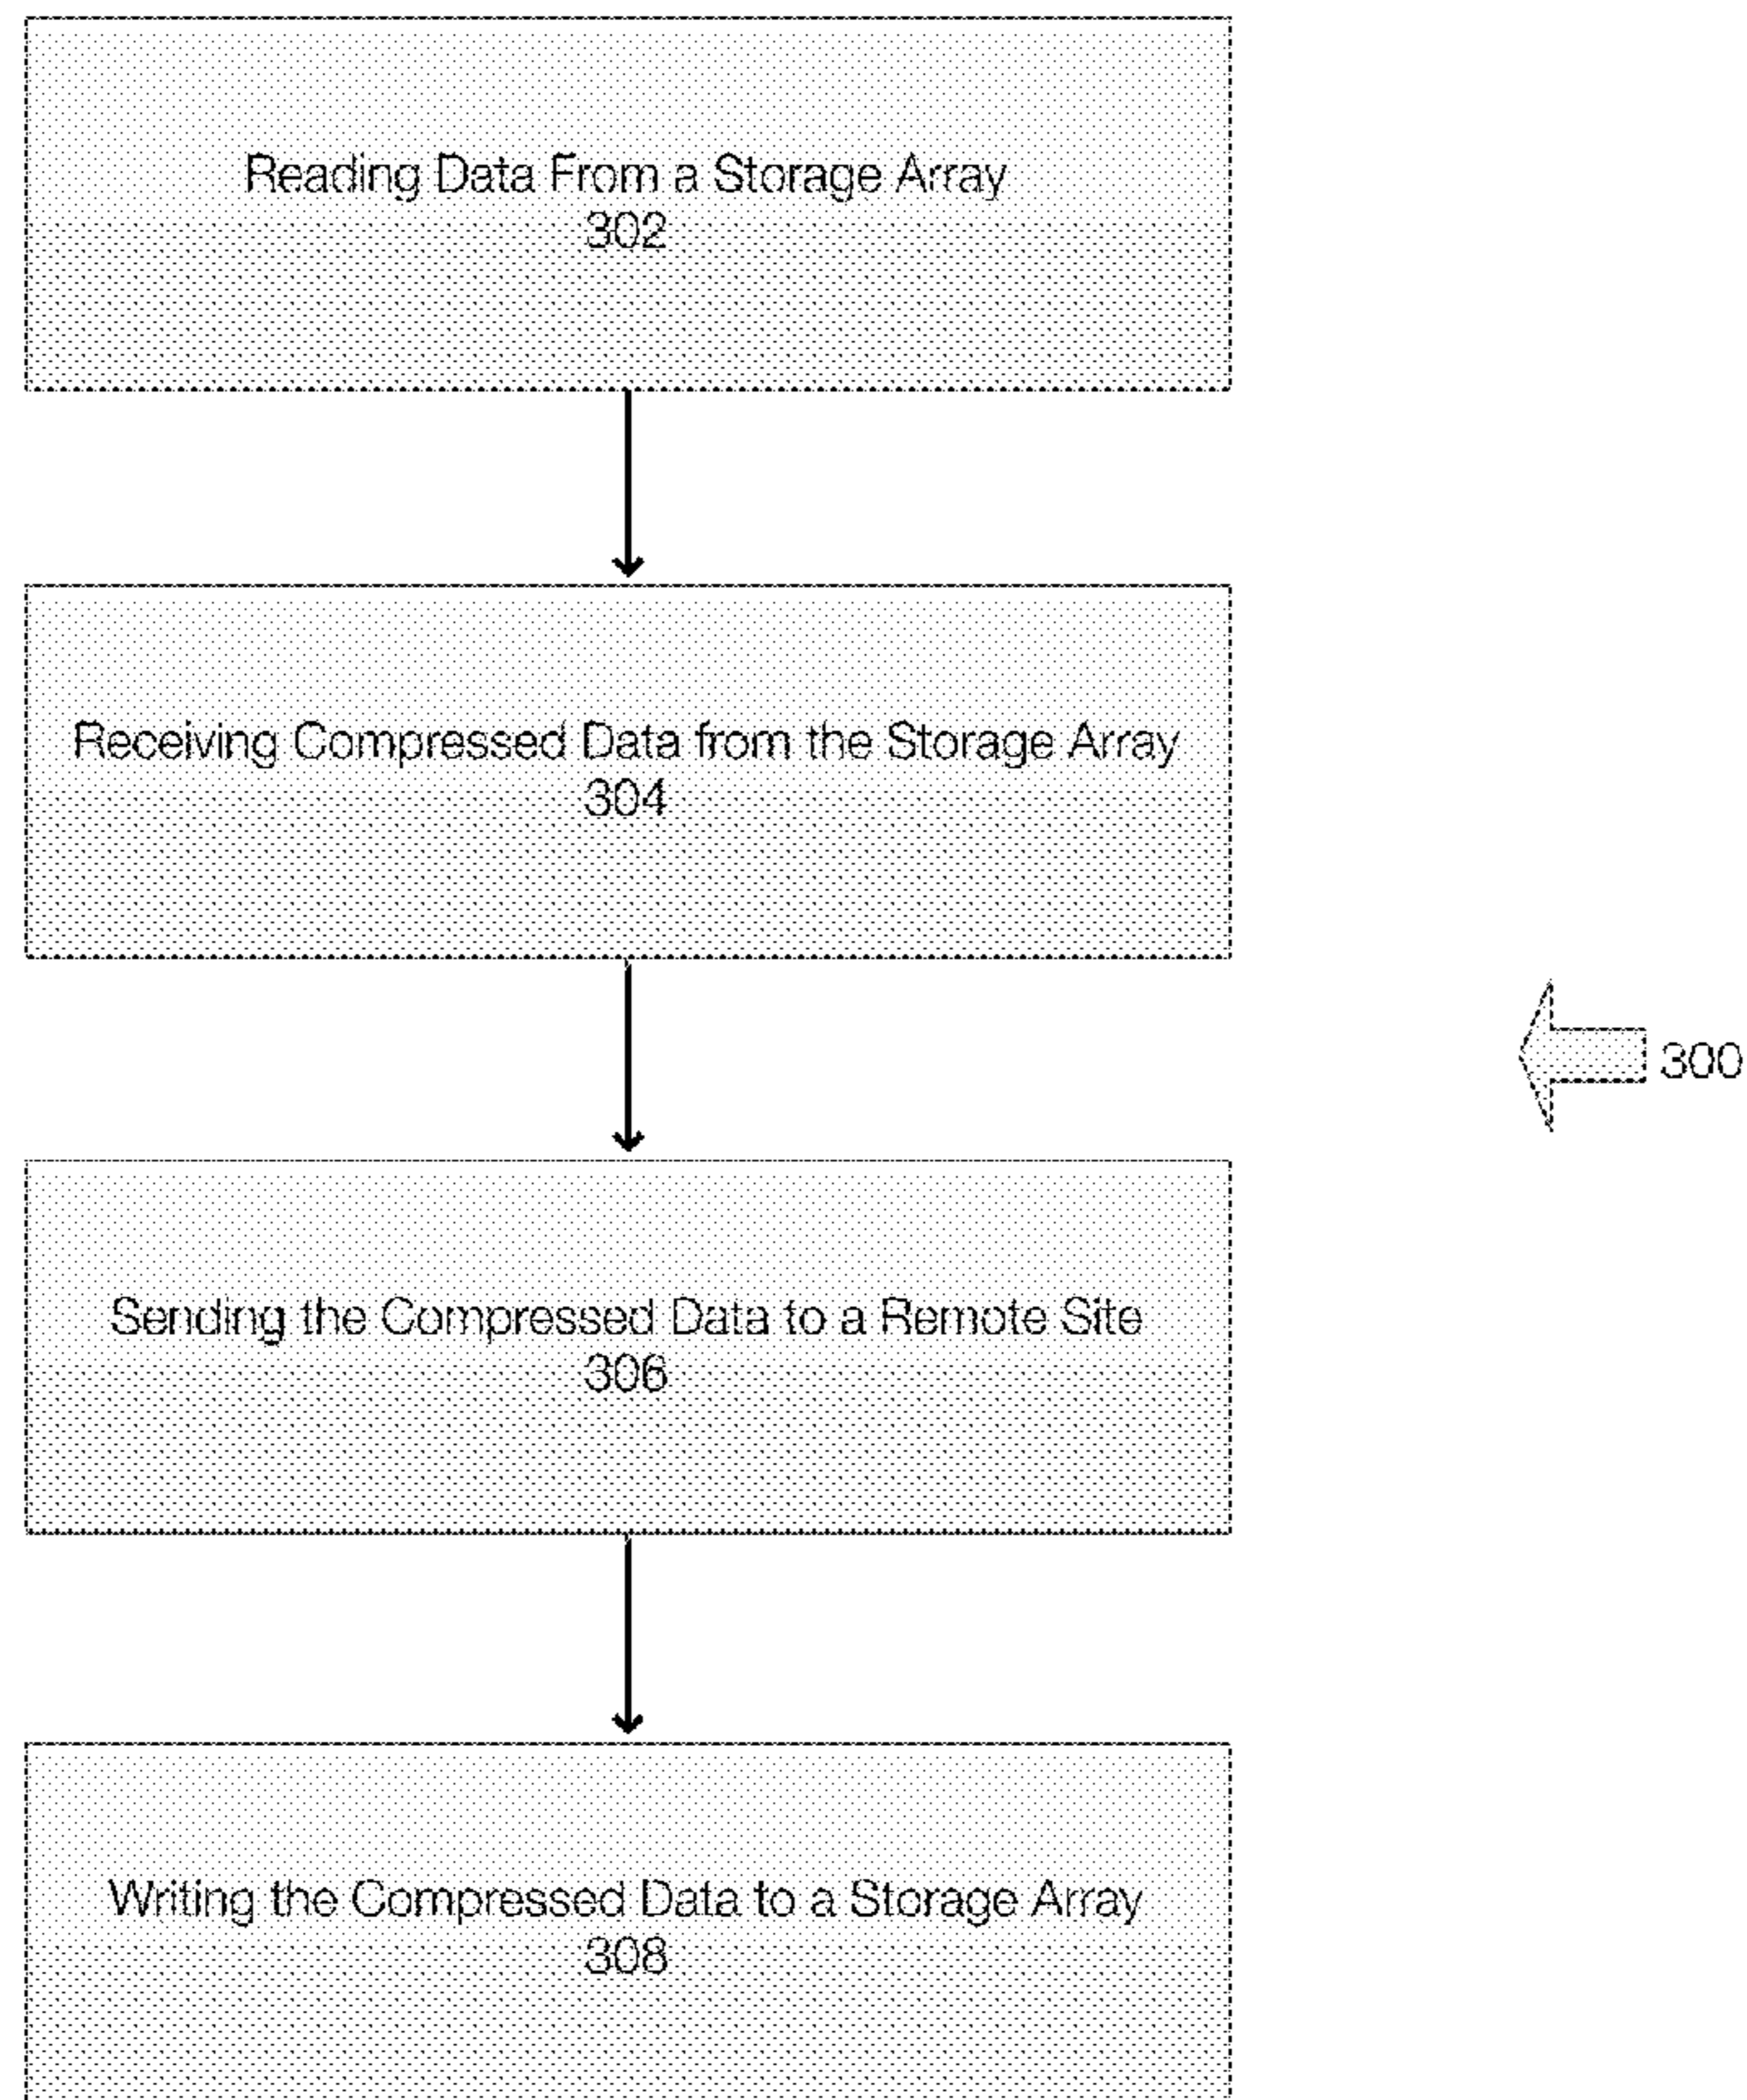 Reading Data From a Storage Array
302
Receiving Compressed Data from the Storage Array
304
300
Sending the Compressed Data to a Remote Site
306
Writing the Compressed Data to a Storage Array
308